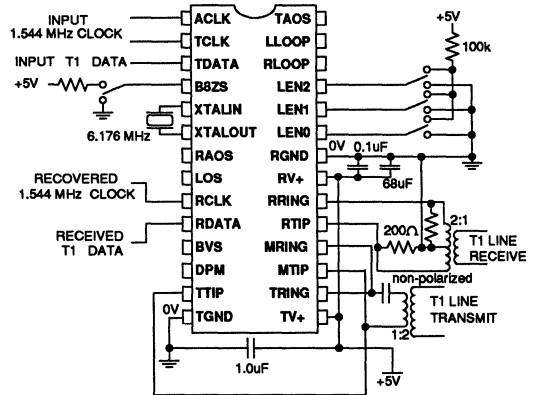 INPUT
1.544 MHz CLOCK
INPUT T1 DATA
+5V
6.176 MHz
RECOVERED
1.544 MHz CLOCK
RECEIVED
T1 DATA
0V
1.0uF
ACLK
TCLK
TDATA
B8ZS
XTALIN
XTALOUT
RAOS
LOS
RCLK
RDATA
BVS
DPM
TTIP
TGND
TAOS
LLOOP
RLOOP
LEN2
LEN1
LEN0
RGND
RV+
RRING
RTIP
MRING
MTIP
TRING
TV+
+5V
100k
0V
0.1uF
68uF
200Ω
2:1
T1 LINE
RECEIVE
non-polarized
T1 LINE
TRANSMIT
1:2
+5V